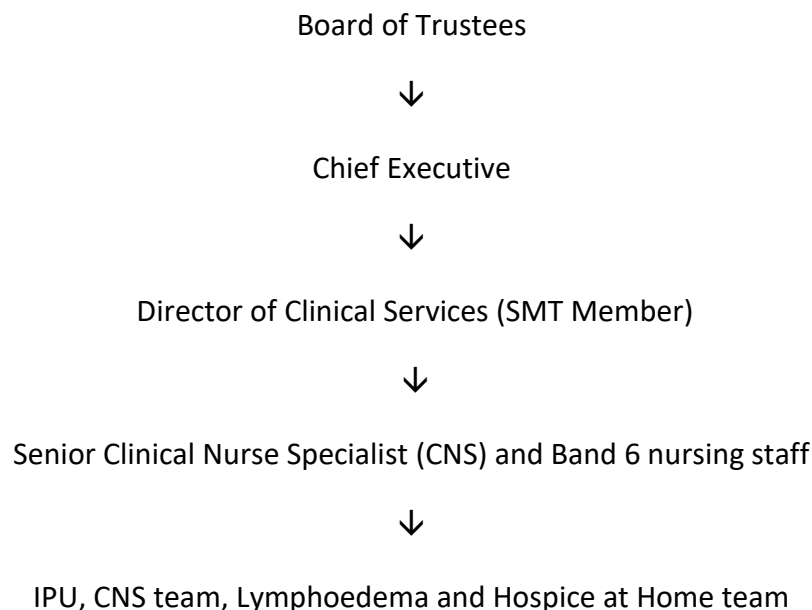 Board of Trustees
↓
Chief Executive
↓
Director of Clinical Services (SMT Member)
↓
Senior Clinical Nurse Specialist (CNS) and Band 6 nursing staff
↓
IPU, CNS team, Lymphoedema and Hospice at Home team